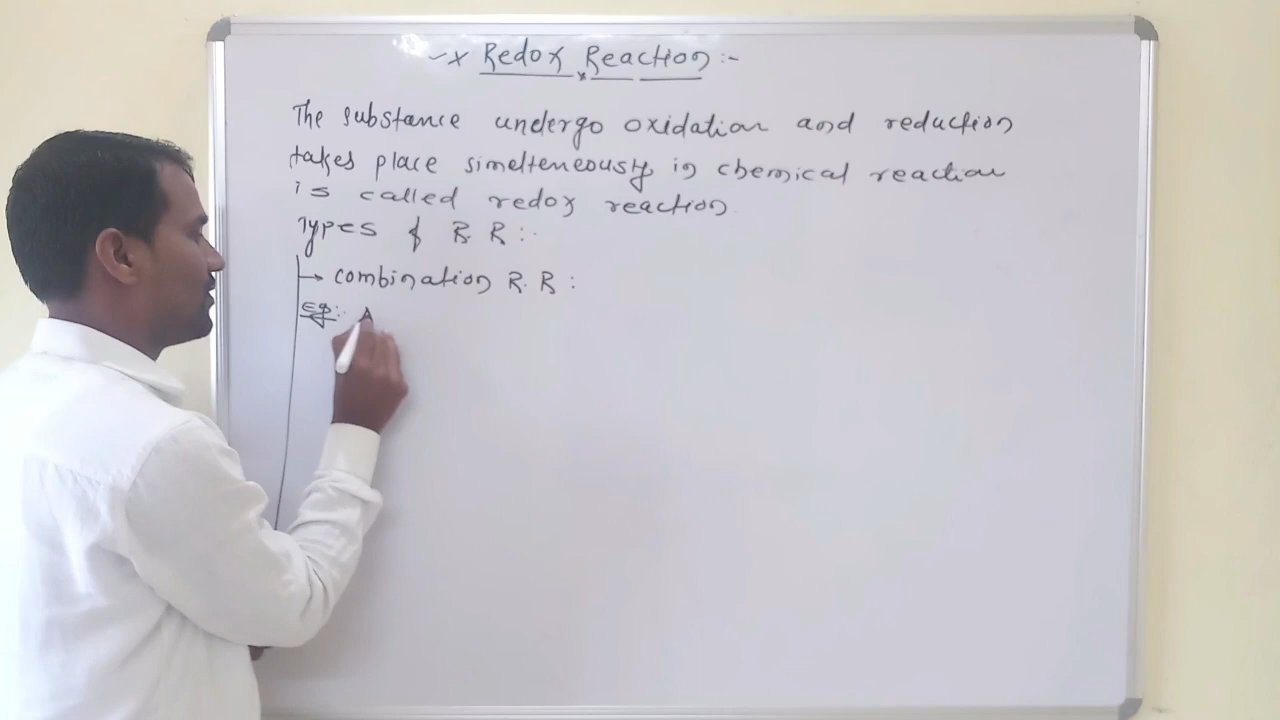 Redox Reaction :-
The substance undergo oxidation and reduction
takes place simelteneously in chemical reaction
is called redox reaction
Types of R R :-
→ combination R. R :
Eg:- A